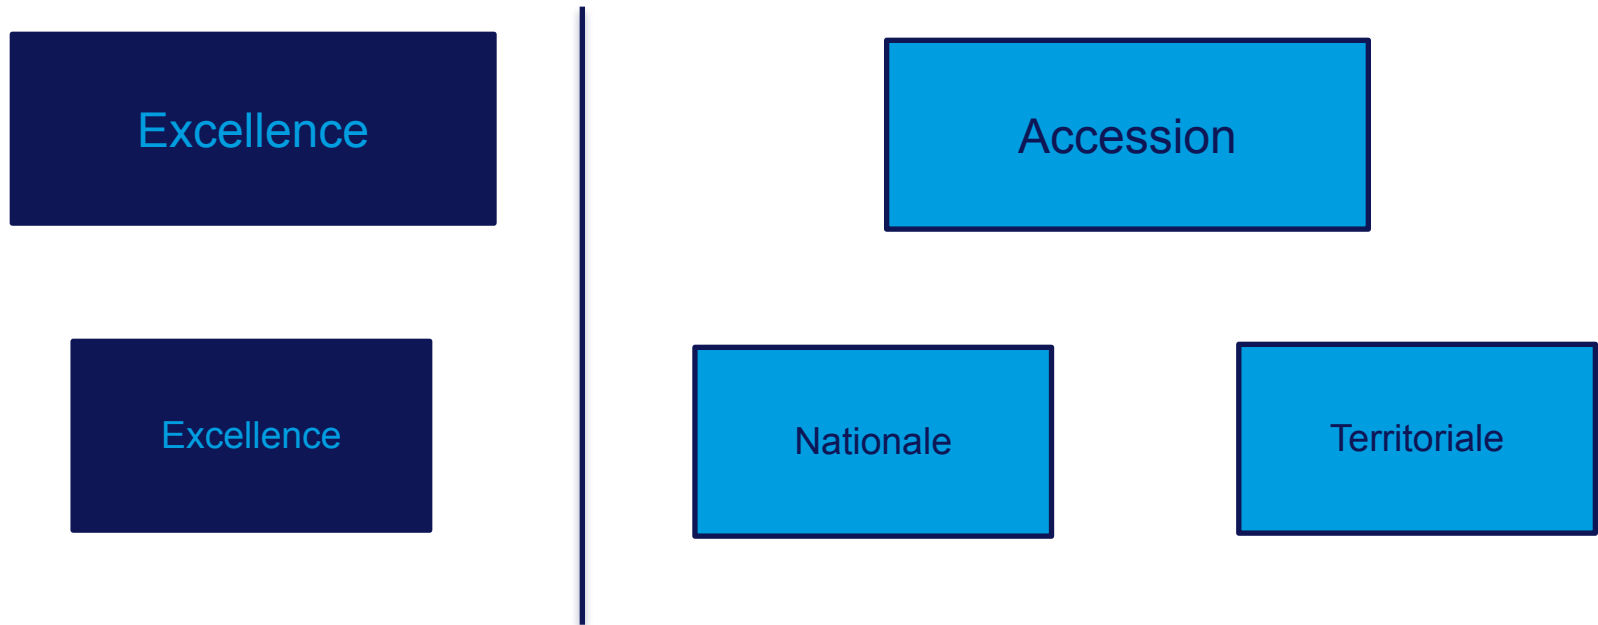 Excellence
Accession
Excellence
Nationale
Territoriale